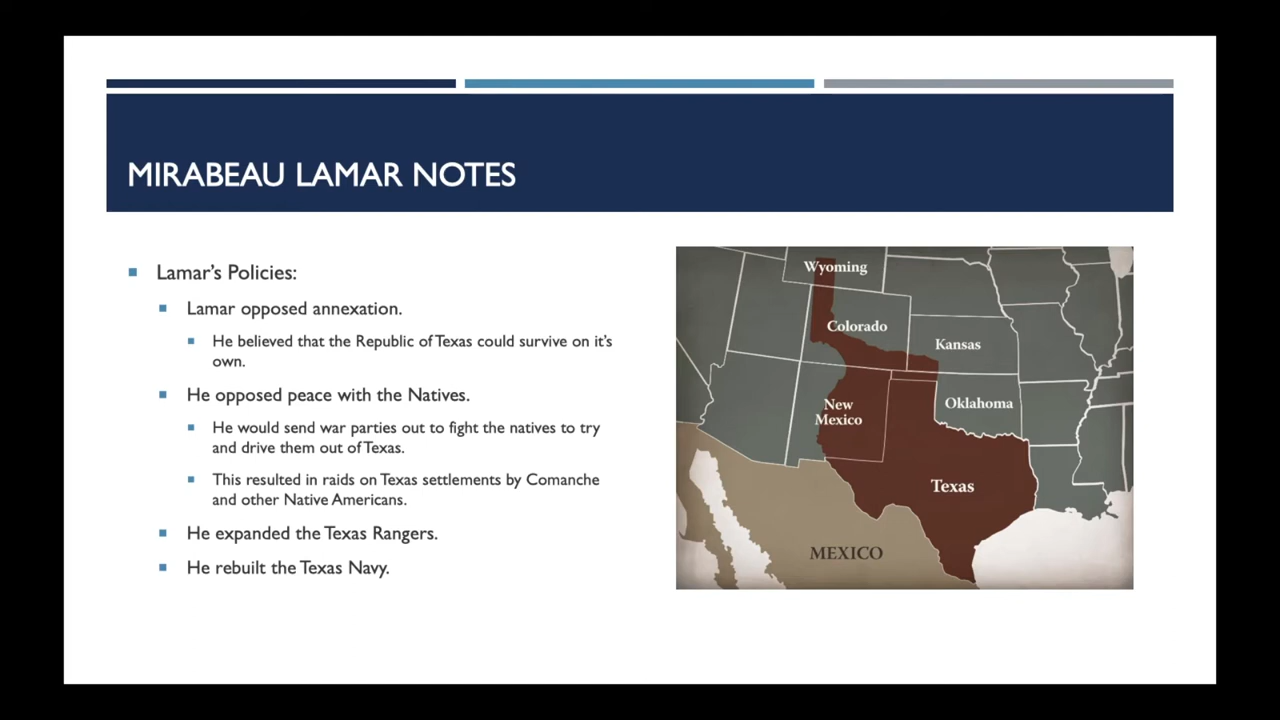 MIRABEAU LAMAR NOTES
Lamar's Policies:
Lamar opposed annexation.
He believed that the Republic of Texas could survive on it's
own.
He opposed peace with the Natives.
He would send war parties out to fight the natives to try
and drive them out of Texas.
This resulted in raids on Texas settlements by Comanche
and other Native Americans.
He expanded the Texas Rangers.
He rebuilt the Texas Navy.
Wyoming
Colorado
Kansas
New
Mexico
Oklahoma
Texas
MEXICO